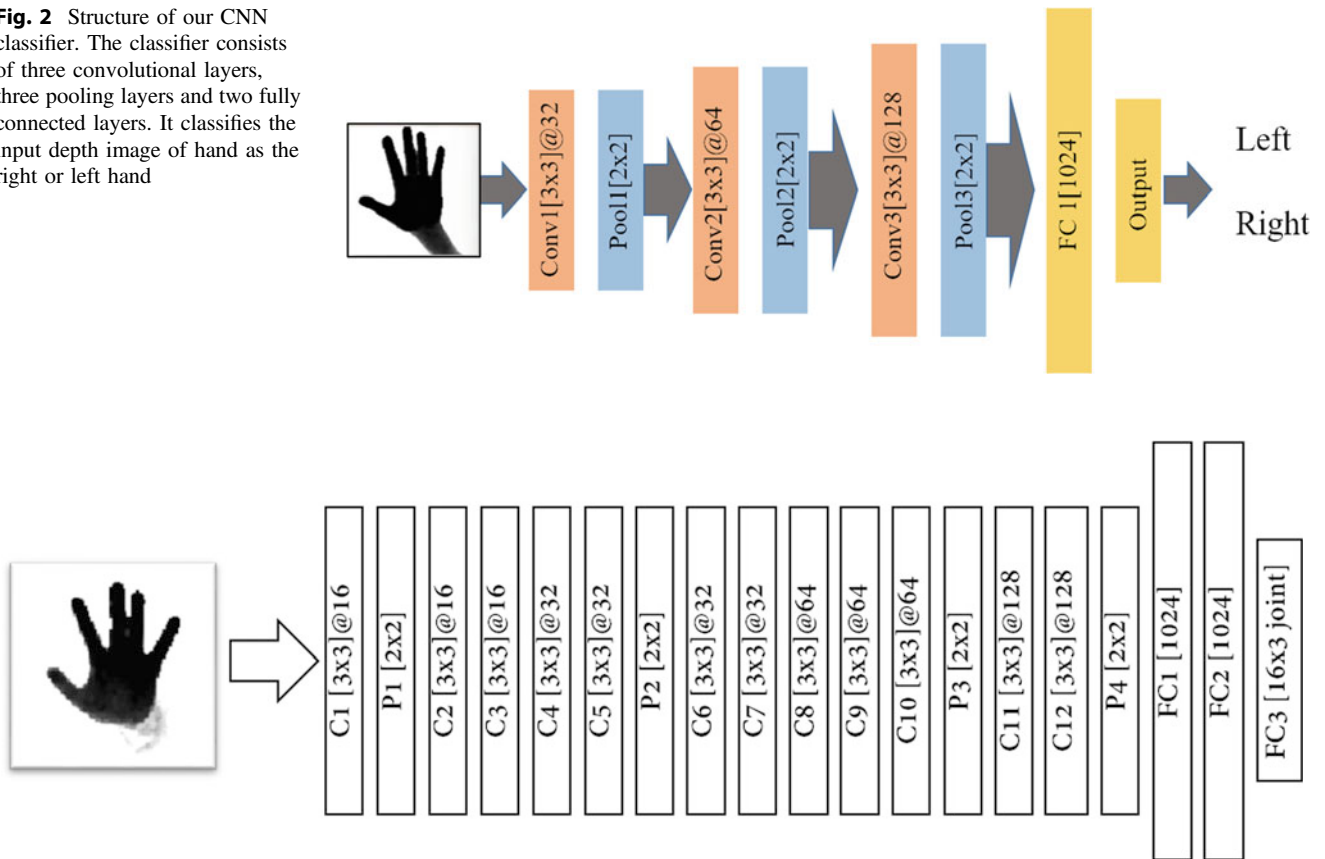 Fig. 2 Structure of our CNN
classifier. The classifier consists
of three convolutional layers,
three pooling layers and two fully
connected layers. It classifies the
input depth image of hand as the
right or left hand
Conv1[3x3]@32
Pool1[2x2]
Conv2[3x3]@64
Pool2[2x2]
Conv3[3x3]@128
Pool3[2x2]
FC 1[1024]
Output
Left
Right
C1 [3x3]@16
P1 [2x2]
C2 [3x3]@16
C3 [3x3]@16
C4 [3x3]@32
C5 [3x3]@32
P2 [2x2]
C6 [3x3]@32
C7 [3x3]@32
C8 [3x3]@64
C9 [3x3]@64
C10 [3x3]@64
P3 [2x2]
C11 [3x3]@128
C12 [3x3]@128
P4 [2x2]
FC1 [1024]
FC2 [1024]
FC3 [16x3 joint]